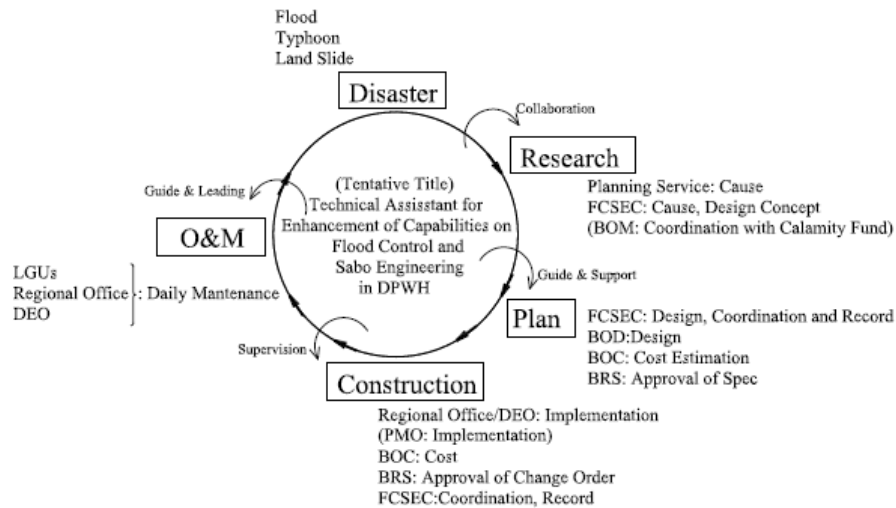 Flood
Typhoon
Land Slide
Disaster
Collaboration
Research
Planning Service: Cause
FCSEC: Cause, Design Concept
(BOM: Coordination with Calamity Fund)
Guide & Leading
(Tentative Title)
Technical Assisstant for
Enhancement of Capabilities on
Flood Control and
Sabo Engineering
in DPWH
O&M
LGUs
Regional Office : Daily Mantenance
DEO
Guide & Support
Plan
FCSEC: Design, Coordination and Record
BOD:Design
BOC: Cost Estimation
BRS: Approval of Spec
Supervision
Construction
Regional Office/DEO: Implementation
(PMO: Implementation)
BOC: Cost
BRS: Approval of Change Order
FCSEC:Coordination, Record